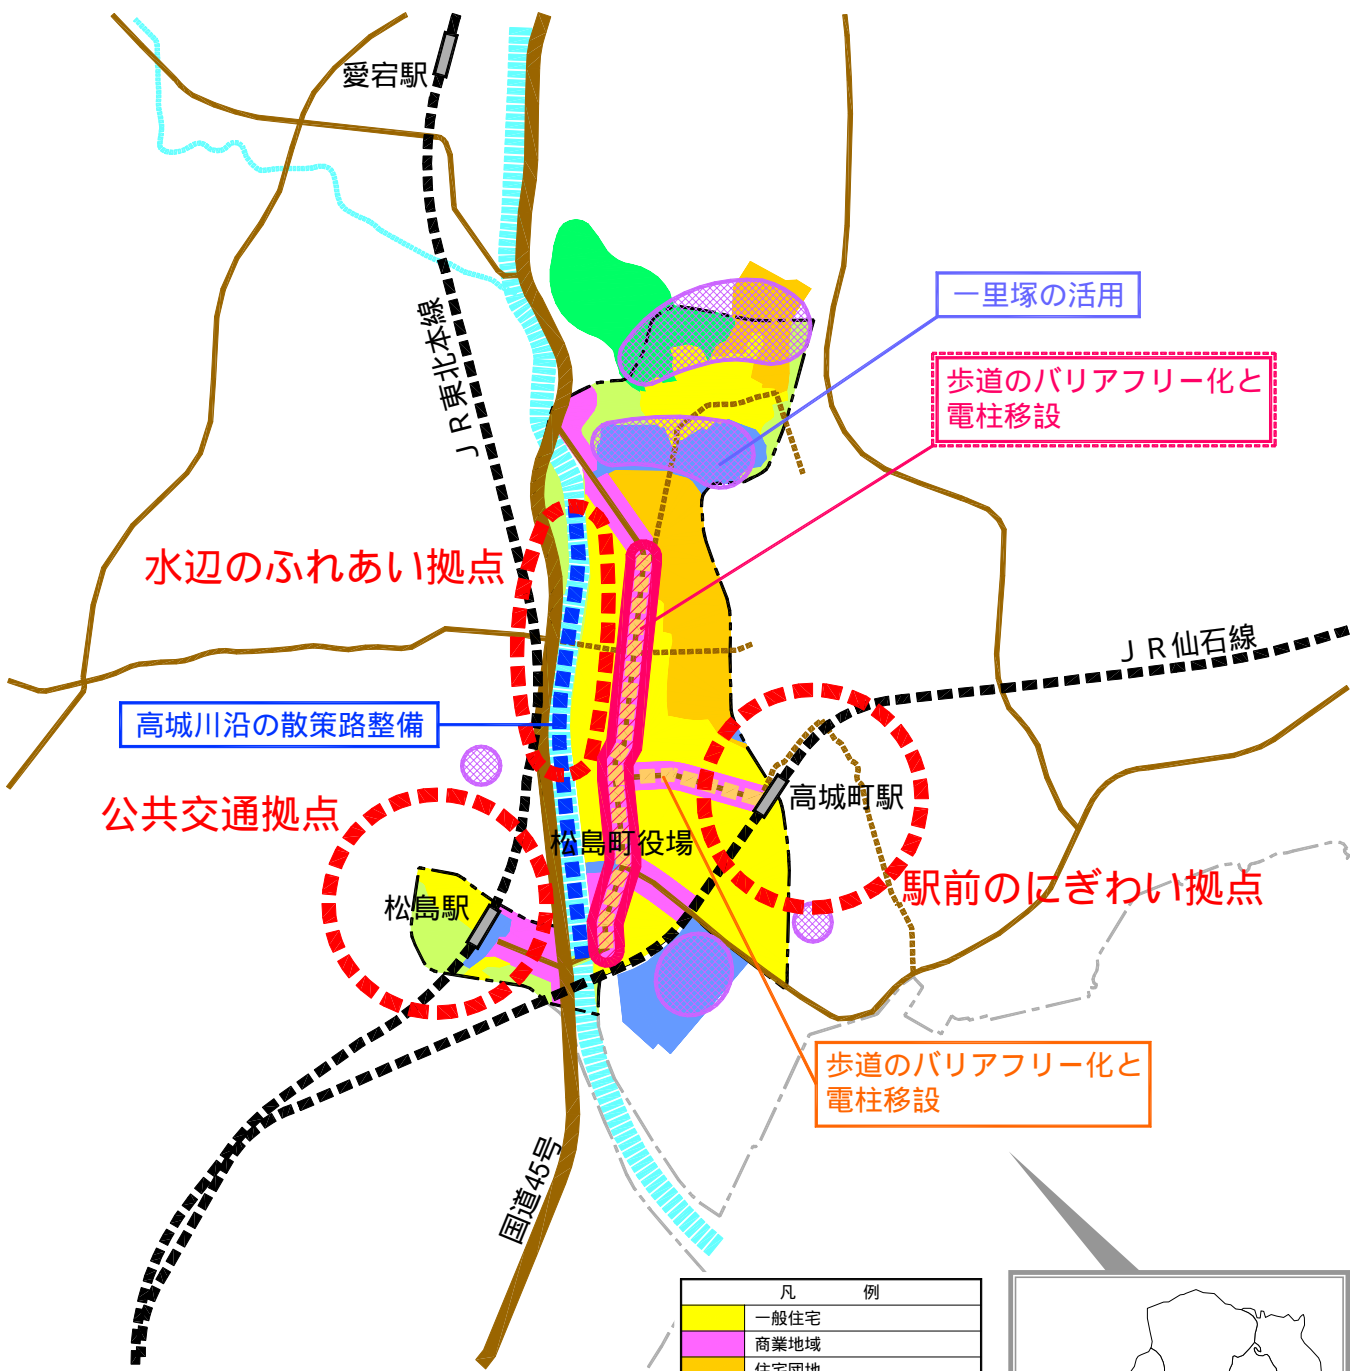 愛宕駅
ＪＲ東北本線
一里塚の活用
歩道のバリアフリー化と
電柱移設
水辺のふれあい拠点
ＪＲ仙石線
高城川沿の散策路整備
高城町駅
公共交通拠点
松島町役場
駅前のにぎわい拠点
松島駅
歩道のバリアフリー化と
電柱移設
国道45号
凡 例
一般住宅
商業地域
住宅団地